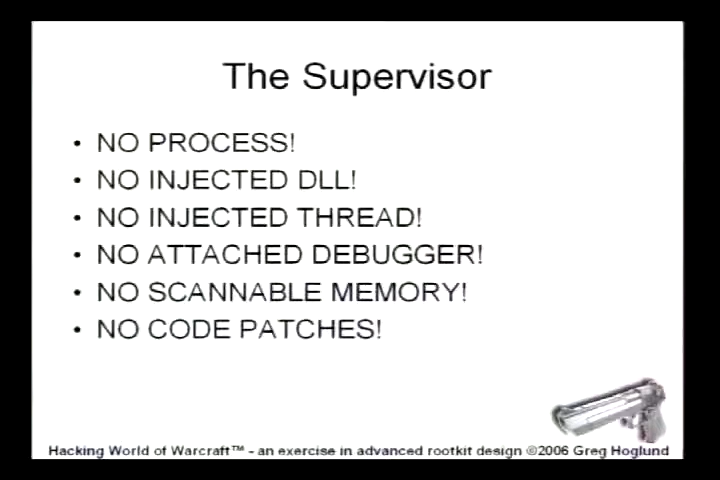 The Supervisor
• NO PROCESS!
• NO INJECTED DLL!
• NO INJECTED THREAD!
• NO ATTACHED DEBUGGER!
• NO SCANNABLE MEMORY!
• NO CODE PATCHES!
Hacking World of Warcraft™ - an exercise in advanced rootkit design ©2006 Greg Hoglund